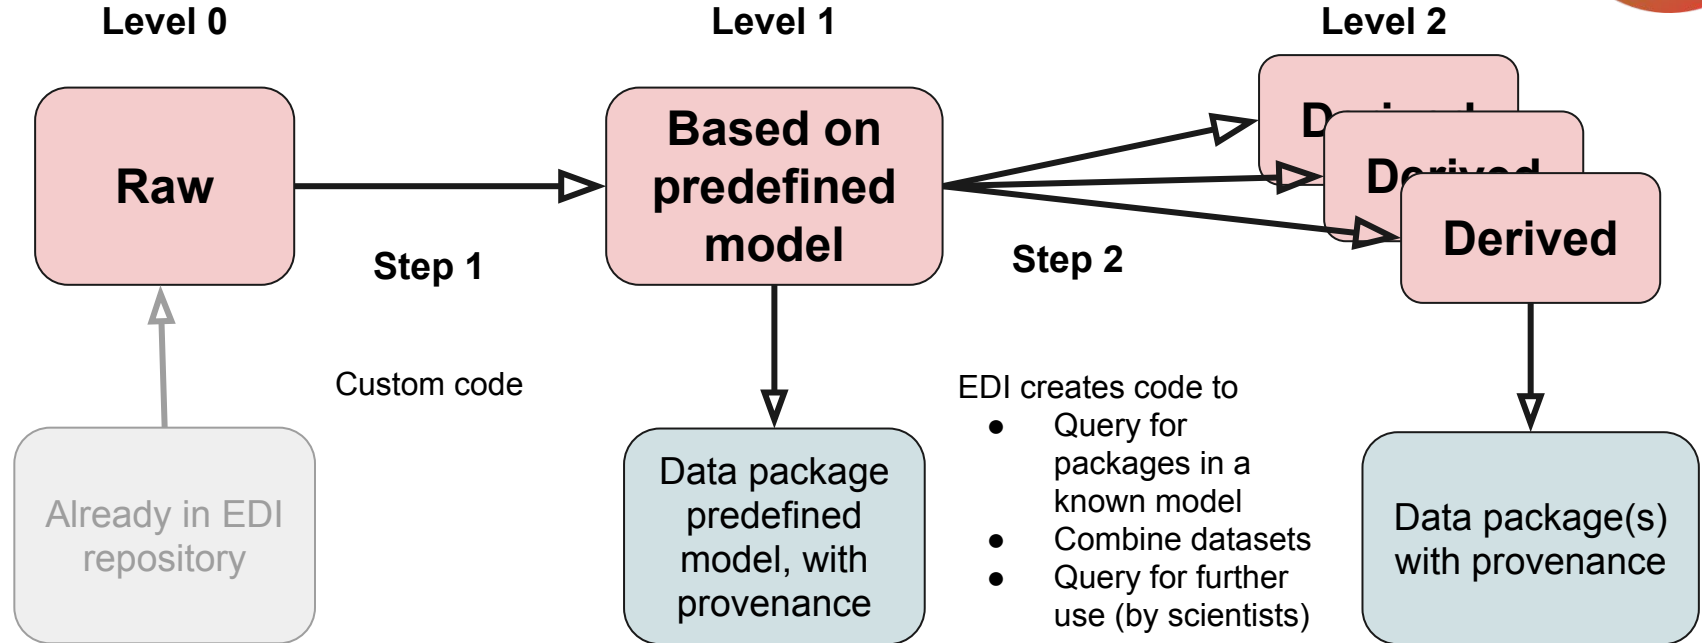 Level 0
Level 1
Level 2
Raw
Based on
predefined
model
Derived
Derived
Derived
Step 1
Step 2
Custom code
EDI creates code to
● Query for
packages in a
known model
● Combine datasets
● Query for further
use (by scientists)
Already in EDI
repository
Data package
predefined
model, with
provenance
Data package(s)
with provenance